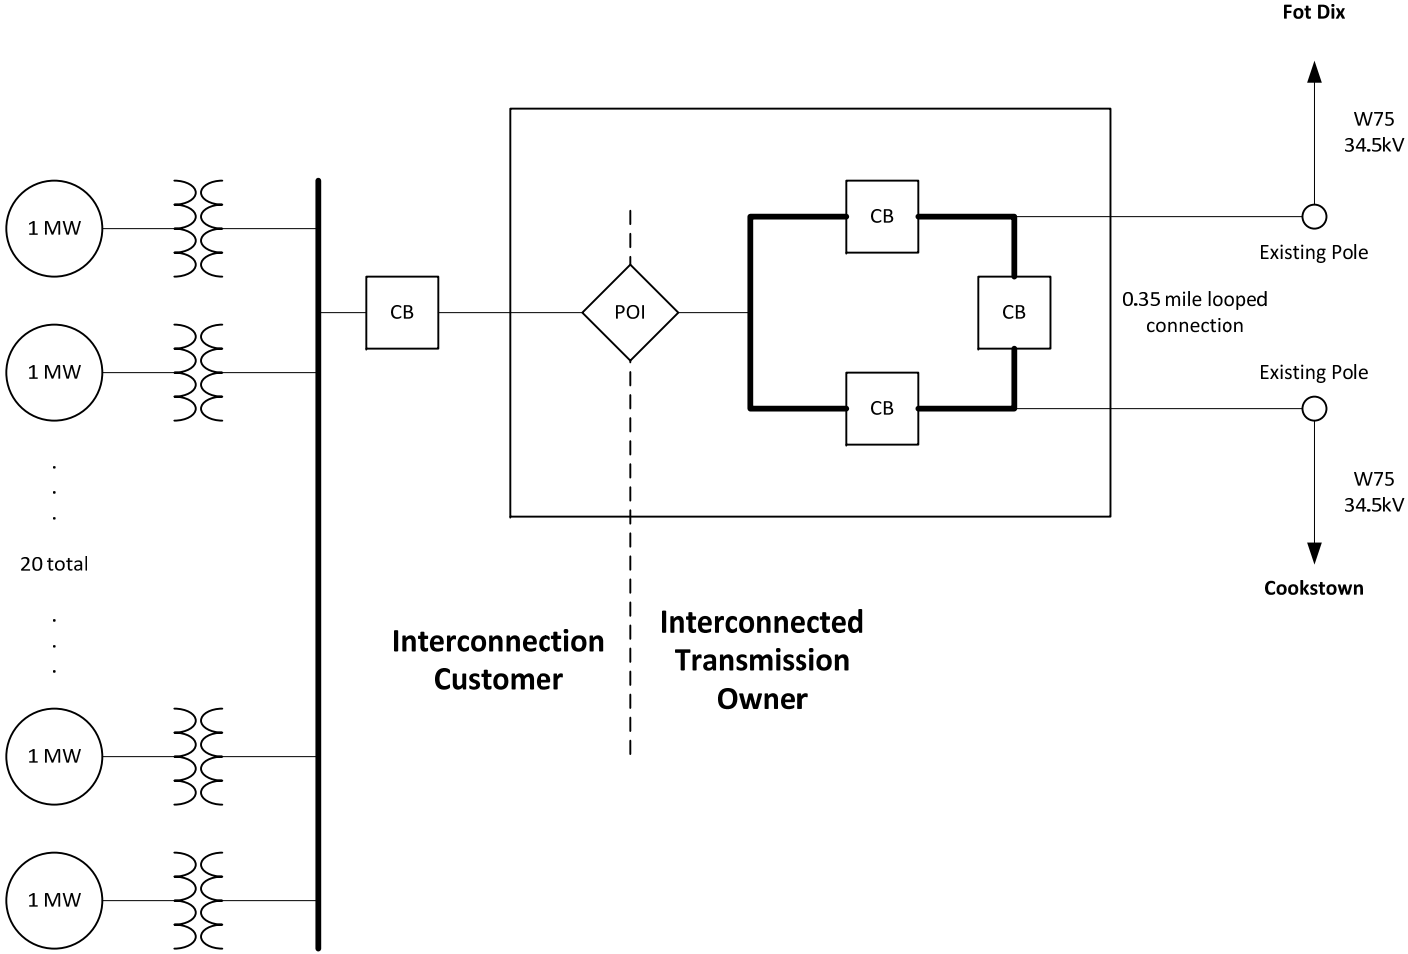 Fot Dix
W75
34.5kV
1 MW
CB
Existing Pole
POI
CB
CB
0.35 mile looped
connection
1 MW
Existing Pole
CB
W75
34.5kV
20 total
Cookstown
Interconnection
Customer
Interconnected
Transmission
Owner
1 MW
1 MW